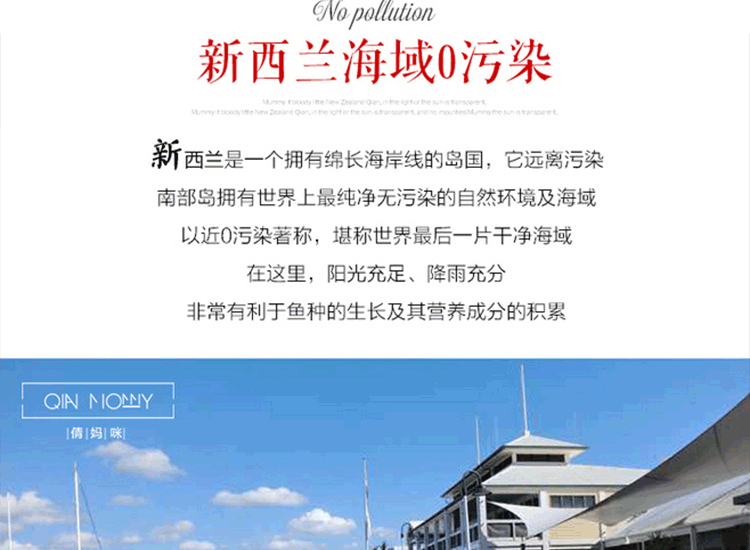 No pollution
新西兰海域0污染
Mummy it bloody little New Zealand Qian, in the light of the sun is transparent,
Mummy it bloody little New Zealand Qian, in the light of the sun is transparent, and no impurities Mummy the sun is transparent,
新西兰是一个拥有绵长海岸线的岛国，它远离污染
南部岛拥有世界上最纯净无污染的自然环境及海域
以近0污染著称，堪称世界最后一片干净海域
在这里，阳光充足、降雨充分
非常有利于鱼种的生长及其营养成分的积累
QIAN MOMMY
|倩|妈|咪|